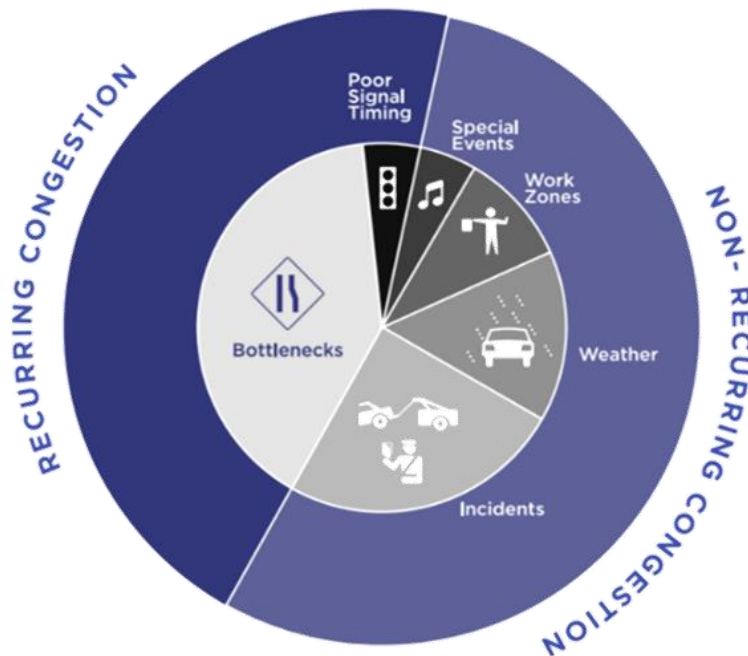 RECURRING CONGESTION
Poor
Signal
Timing
Special
Events
Work
Zones
Bottlenecks
Weather
Incidents
NON- RECURRING CONGESTION